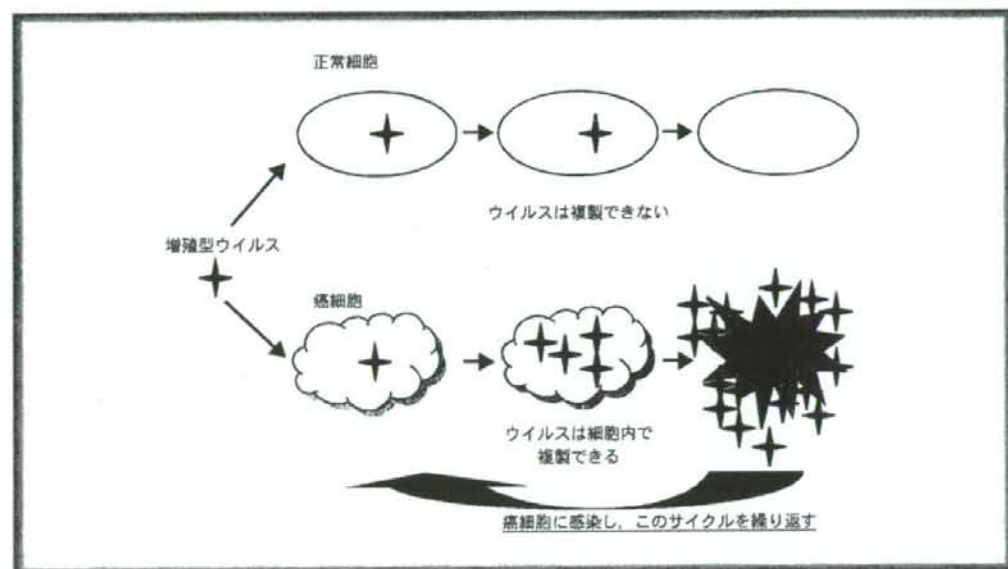 正常細胞
ウイルスは複製できない
増殖型ウイルス
癌細胞
ウイルスは細胞内で
複製できる
癌細胞に感染し，このサイクルを繰り返す